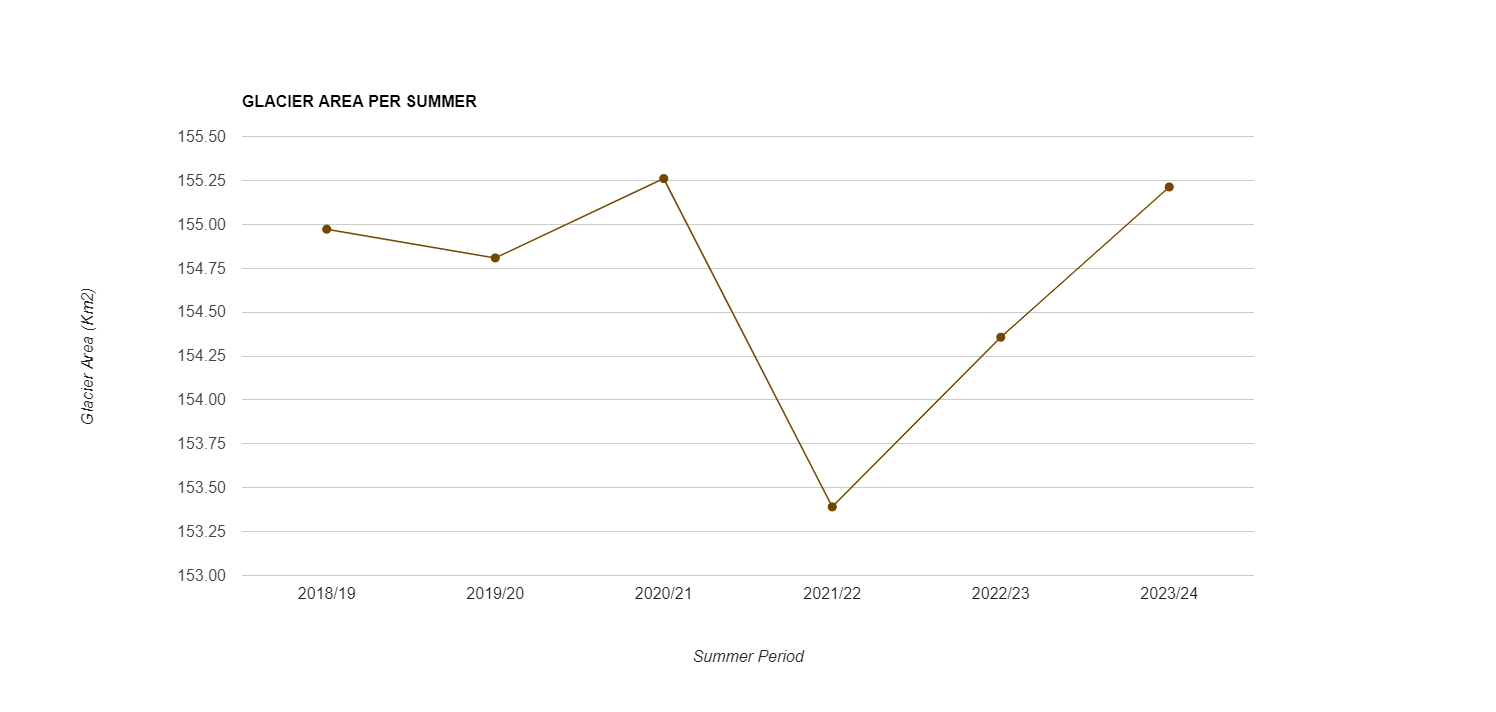 GLACIER AREA PER SUMMER
155.50
155.25
155.00
154.75
154.50
154.25
154.00
153.75
153.50
153.25
153.00
Glacier Area (Km2)
2018/19 2019/20 2020/21 2021/22 2022/23 2023/24
Summer Period